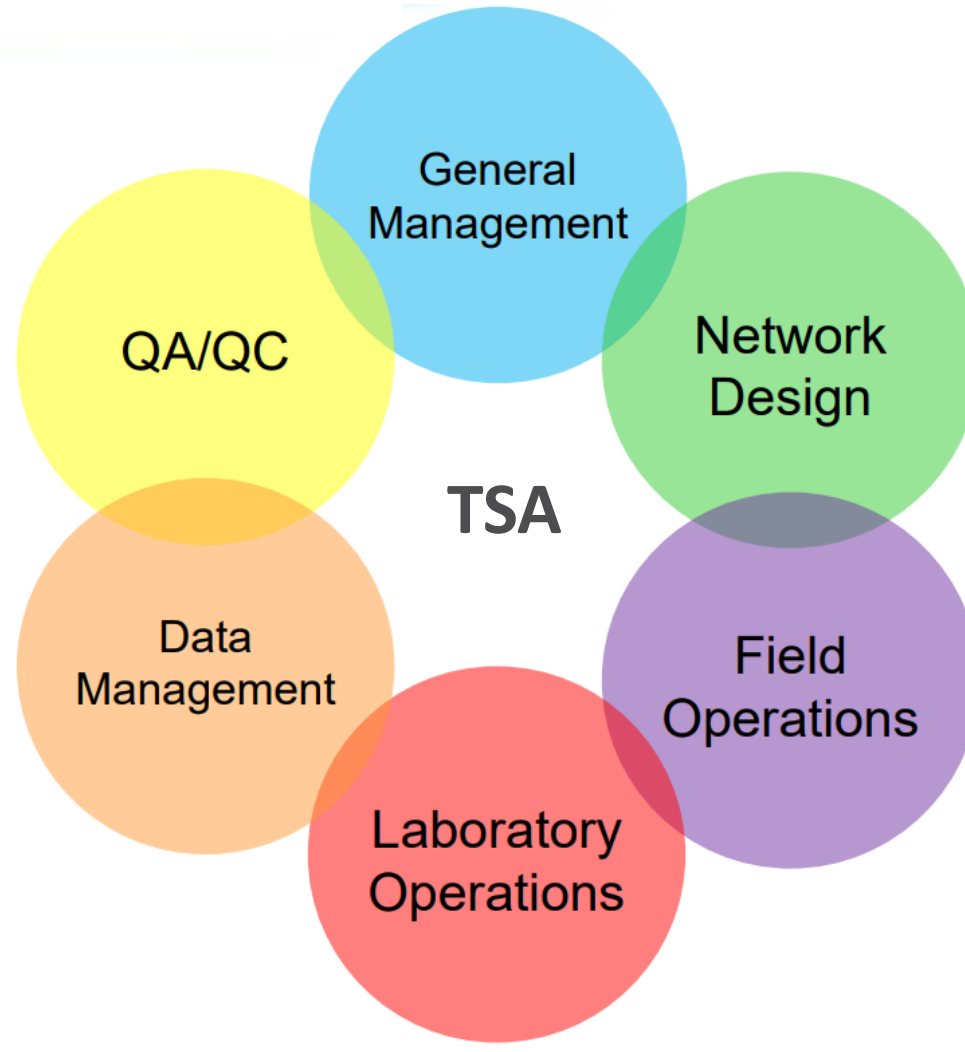 General
Management
QA/QC
Network
Design
TSA
Data
Management
Field
Operations
Laboratory
Operations